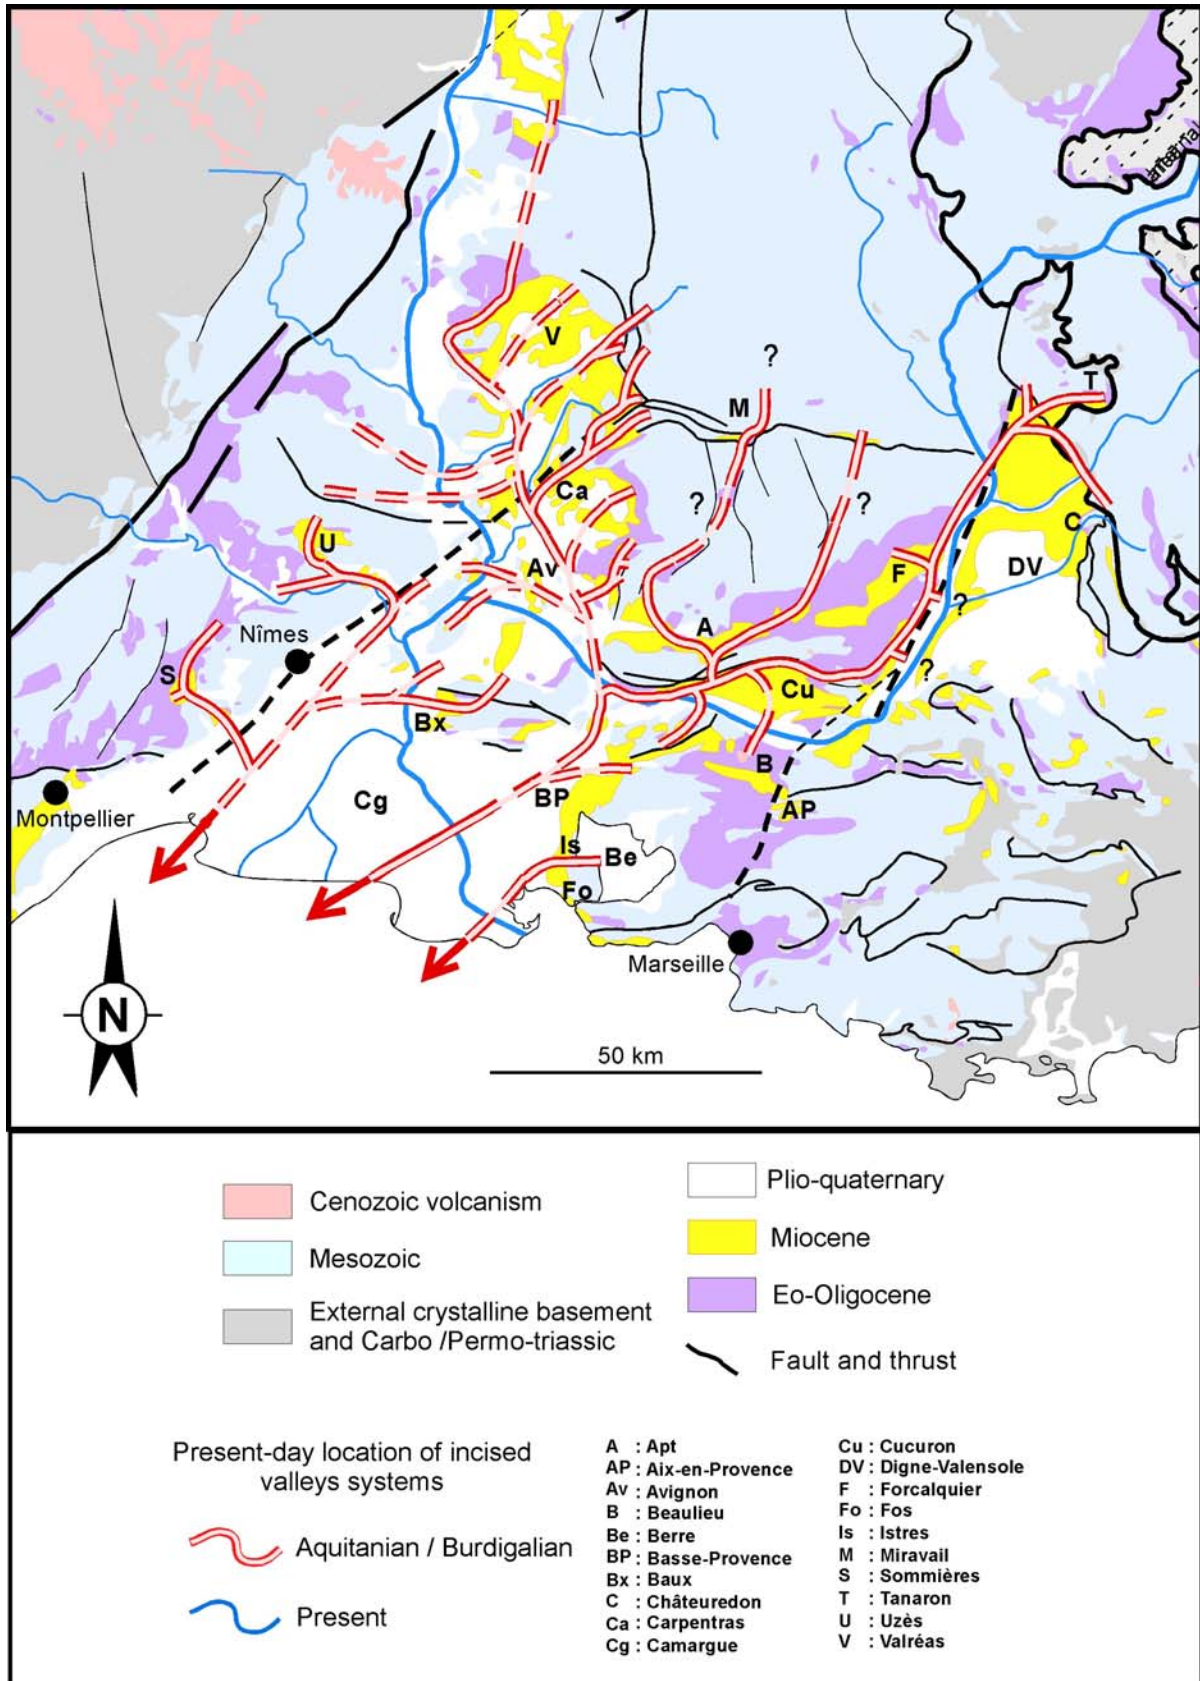 V
?
T
M
Ca
?
?
U
C
Av
F
DV
?
Nîmes
A
?
S
Cu
Bx
B
Cg
BP
AP
Montpellier
Is
Be
Fo
Marseille
N
50 km
Cenozoic volcanism
Mesozoic
External crystalline basement
and Carbo /Permo-triassic
Plio-quaternary
Miocene
Eo-Oligocene
Fault and thrust
Present-day location of incised
valleys systems
Aquitanian / Burdigalian
Present
A : Apt
AP : Aix-en-Provence
Av : Avignon
B : Beaulieu
Be : Berre
BP : Basse-Provence
Bx : Baux
C : Châteuredon
Ca : Carpentras
Cg : Camargue
Cu : Cucuron
DV : Digne-Valensole
F : Forcalquier
Fo : Fos
Is : Istres
M : Miravail
S : Sommières
T : Tanaron
U : Uzès
V : Valréas